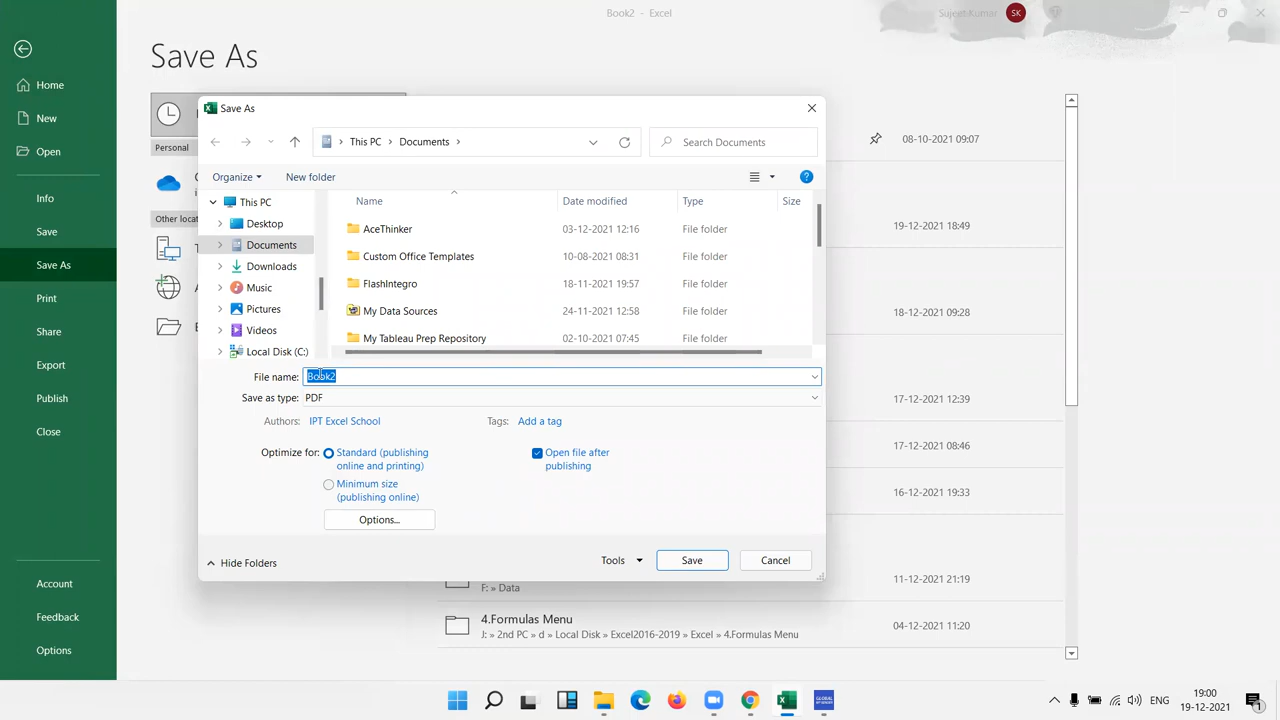 Book2 - Excel
Sujeet Kumar
SK
Save As
Home
New
Open
Info
Save
Save As
Print
Share
Export
Publish
Close
Account
Feedback
Options
Personal
Other locat
Save As
This PC
Documents
Search Documents
Organize
New folder
This PC
Desktop
Documents
Downloads
Music
Pictures
Videos
Local Disk (C:)
Name Date modified Type Size
AceThinker 03-12-2021 12:16 File folder
Custom Office Templates 10-08-2021 08:31 File folder
FlashIntegro 18-11-2021 19:57 File folder
My Data Sources 24-11-2021 12:58 File folder
My Tableau Prep Repository 02-10-2021 07:45 File folder
File name: Book2
Save as type: PDF
Authors: IPT Excel School Tags: Add a tag
Optimize for: Standard (publishing
online and printing)
Minimum size
(publishing online)
Open file after
publishing
Options...
Hide Folders
Tools
Save
Cancel
08-10-2021 09:07
19-12-2021 18:49
18-12-2021 09:28
17-12-2021 12:39
17-12-2021 08:46
16-12-2021 19:33
11-12-2021 21:19
F: » Data
4.Formulas Menu
J: » 2nd PC » d » Local Disk » Excel2016-2019 » Excel » 4.Formulas Menu
04-12-2021 11:20
ENG
19:00
19-12-2021
1